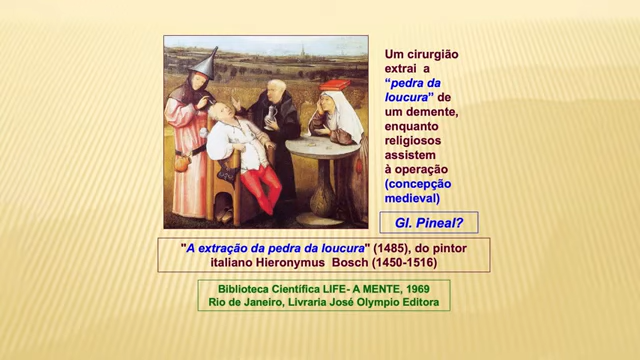 Um cirurgião
extrai a
“pedra da
loucura” de
um demente,
enquanto
religiosos
assistem
à operação
(concepção
medieval)
Gl. Pineal?
"A extração da pedra da loucura" (1485), do pintor
italiano Hieronymus Bosch (1450-1516)
Biblioteca Científica LIFE- A MENTE, 1969
Rio de Janeiro, Livraria José Olympio Editora